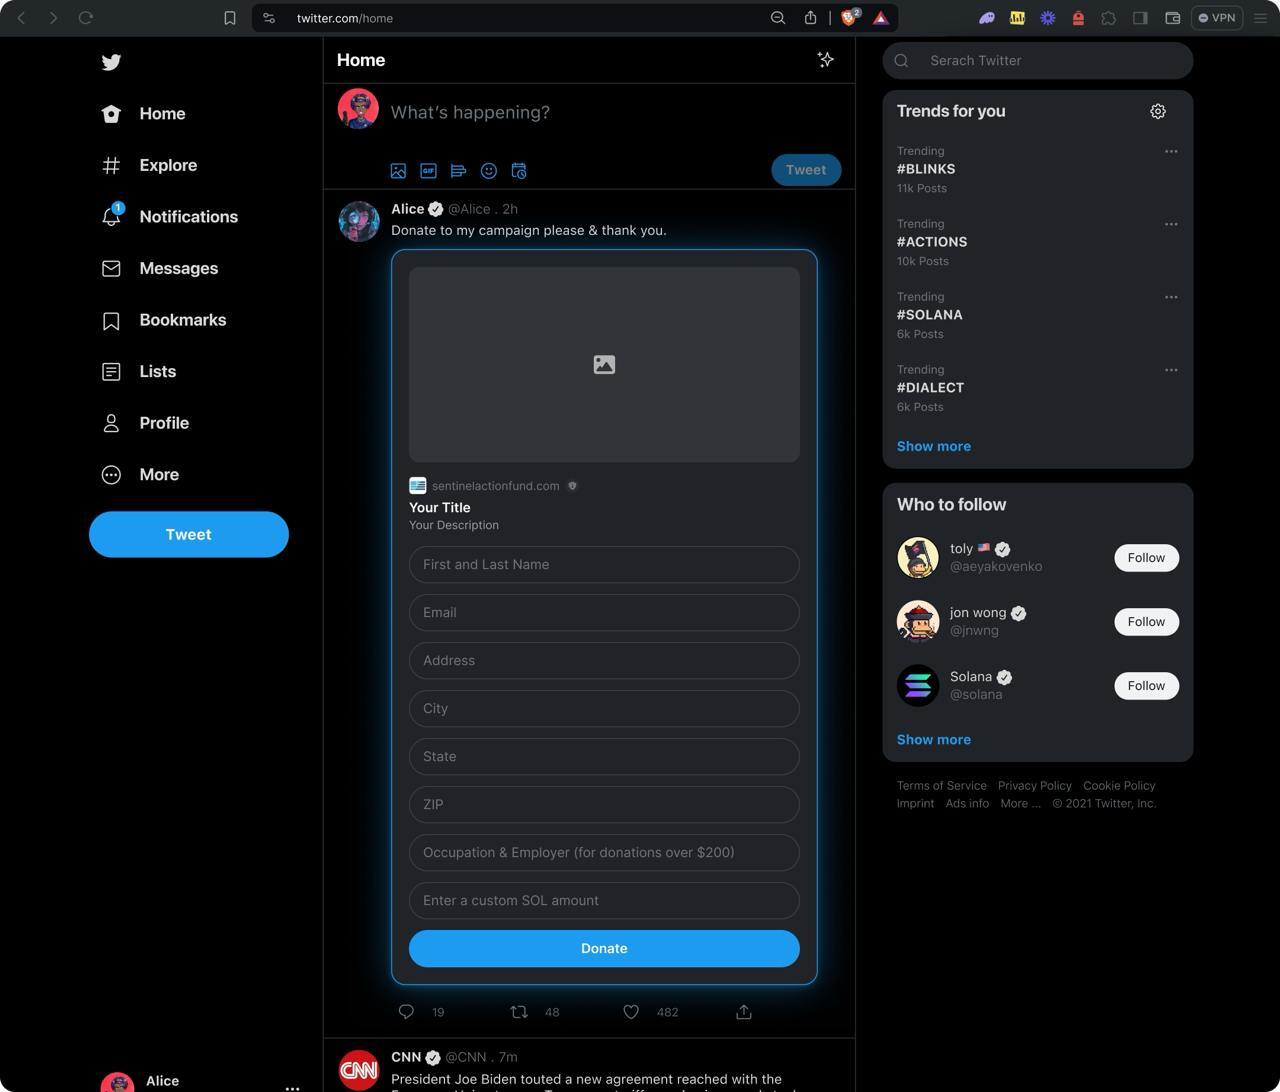 twitter.com/home
2
VPN
Home
Explore
1
Notifications
Messages
Bookmarks
Lists
Profile
More
Tweet
Alice
Home
What's happening?
GIF
Tweet
Alice @Alice . 2h
Donate to my campaign please & thank you.
sentinelactionfund.com
Your Title
Your Description
First and Last Name
Email
Address
City
State
ZIP
Occupation & Employer (for donations over $200)
Enter a custom SOL amount
Donate
19 48 482
CNN
CNN @CNN . 7m
President Joe Biden touted a new agreement reached with the
Serach Twitter
Trends for you
Trending
#BLINKS
11k Posts
Trending
#ACTIONS
10k Posts
Trending
#SOLANA
6k Posts
Trending
#DIALECT
6k Posts
Show more
Who to follow
toly 🇺🇸
@aeyakovenko
Follow
jon wong
@jnwng
Follow
Solana
@solana
Follow
Show more
Terms of Service Privacy Policy Cookie Policy
Imprint Ads info More ... © 2021 Twitter, Inc.